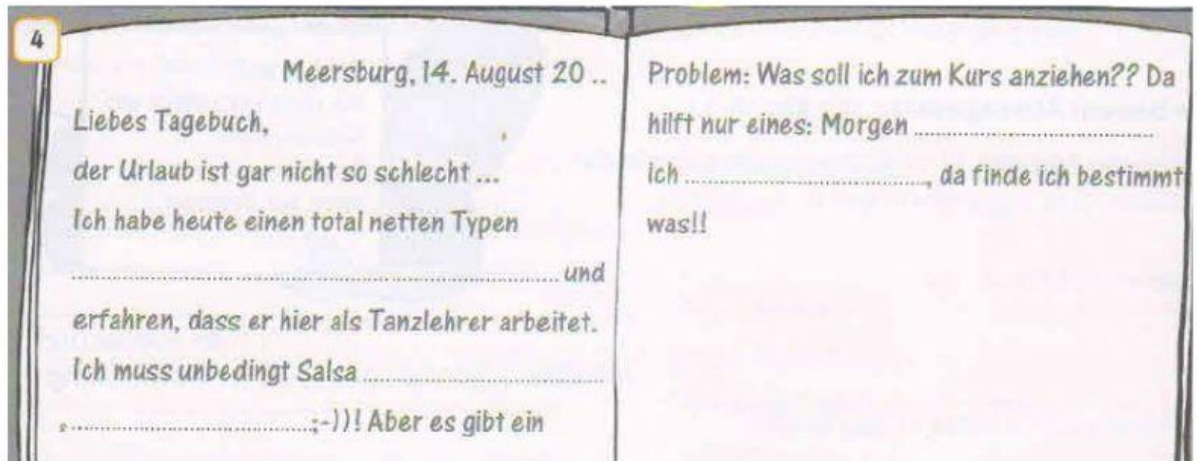 4
Meersburg, 14. August 20 ..
Liebes Tagebuch,
der Urlaub ist gar nicht so schlecht ...
Ich habe heute einen total netten Typen
........................................ und
erfahren, dass er hier als Tanzlehrer arbeitet.
Ich muss unbedingt Salsa ........................................
........................................ ;-))! Aber es gibt ein
Problem: Was soll ich zum Kurs anziehen?? Da
hilft nur eines: Morgen ........................................
ich ........................................, da finde ich bestimmt
was!!